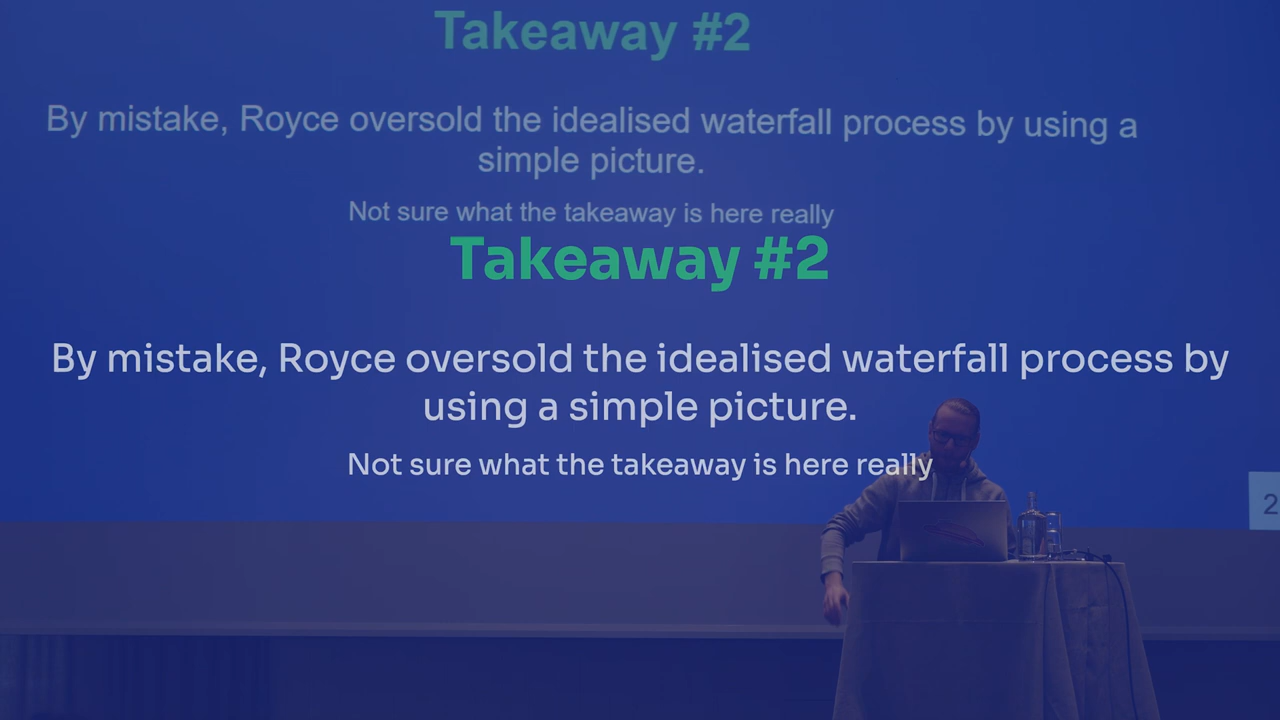 Takeaway #2
By mistake, Royce oversold the idealised waterfall process by using a
simple picture.
Not sure what the takeaway is here really
Takeaway #2
By mistake, Royce oversold the idealised waterfall process by
using a simple picture.
Not sure what the takeaway is here really
2